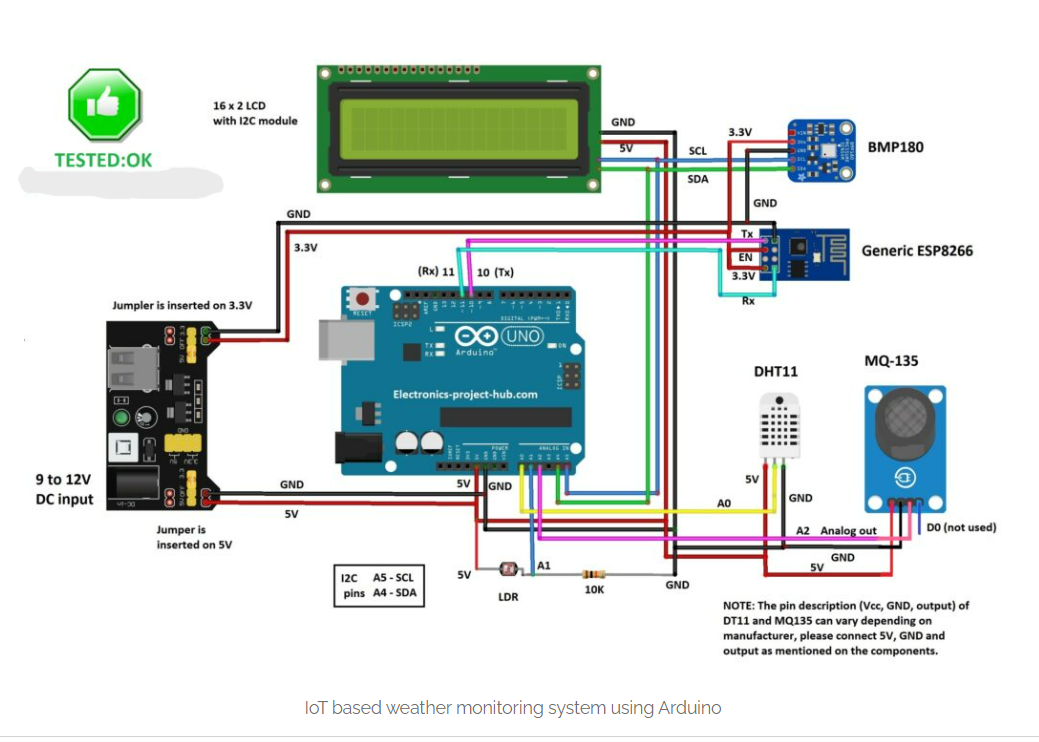 16 x 2 LCD
with I2C module
TESTED:OK
GND
5V
SCL
SDA
3.3V
BMP180
GND
GND
3.3V
Tx
EN
3.3V
Rx
Generic ESP8266
(Rx) 11
10 (Tx)
Jumpler is inserted on 3.3V
RESET
ICSP2
AREF
GND
DIGITAL (PWM~)
L
TX
RX
Arduino
UNO
ON
ICSP
Electronics-project-hub.com
POWER
ANALOG IN
DHT11
MQ-135
9 to 12V
DC input
GND
5V
5V
GND
5V
GND
A0
A2 Analog out
D0 (not used)
GND
5V
Jumper is
inserted on 5V
I2C A5 - SCL
pins A4 - SDA
5V
LDR
A1
10K
GND
NOTE: The pin description (Vcc, GND, output) of
DT11 and MQ135 can vary depending on
manufacturer, please connect 5V, GND and
output as mentioned on the components.
IoT based weather monitoring system using Arduino